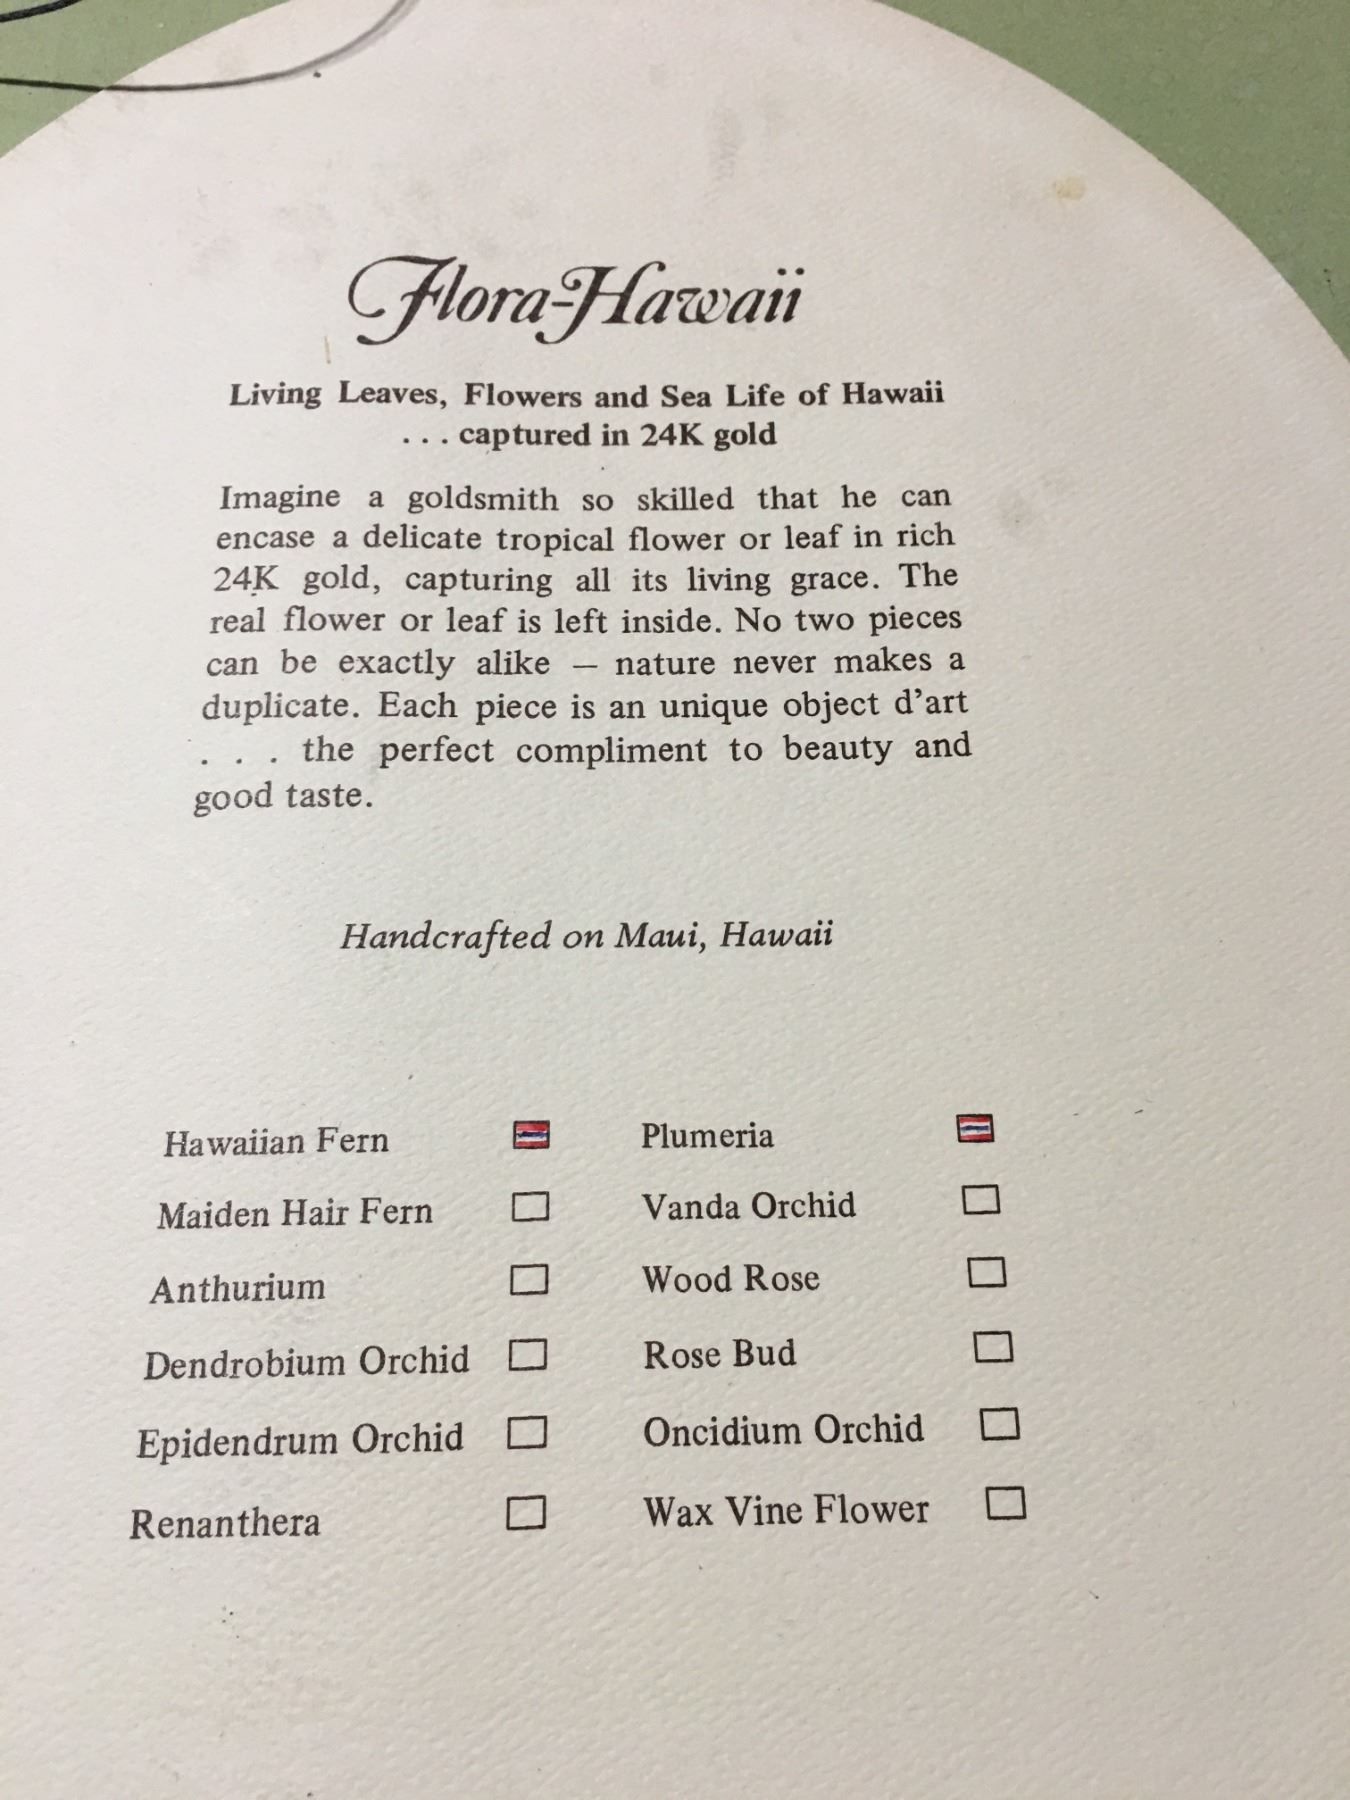 Flora-Hawaii
Living Leaves, Flowers and Sea Life of Hawaii
. . . captured in 24K gold
Imagine a goldsmith so skilled that he can
encase a delicate tropical flower or leaf in rich
24K gold, capturing all its living grace. The
real flower or leaf is left inside. No two pieces
can be exactly alike — nature never makes a
duplicate. Each piece is an unique object d'art
. . . the perfect compliment to beauty and
good taste.
Handcrafted on Maui, Hawaii
Hawaiian Fern Plumeria
Maiden Hair Fern Vanda Orchid
Anthurium Wood Rose
Dendrobium Orchid Rose Bud
Epidendrum Orchid Oncidium Orchid
Renanthera Wax Vine Flower